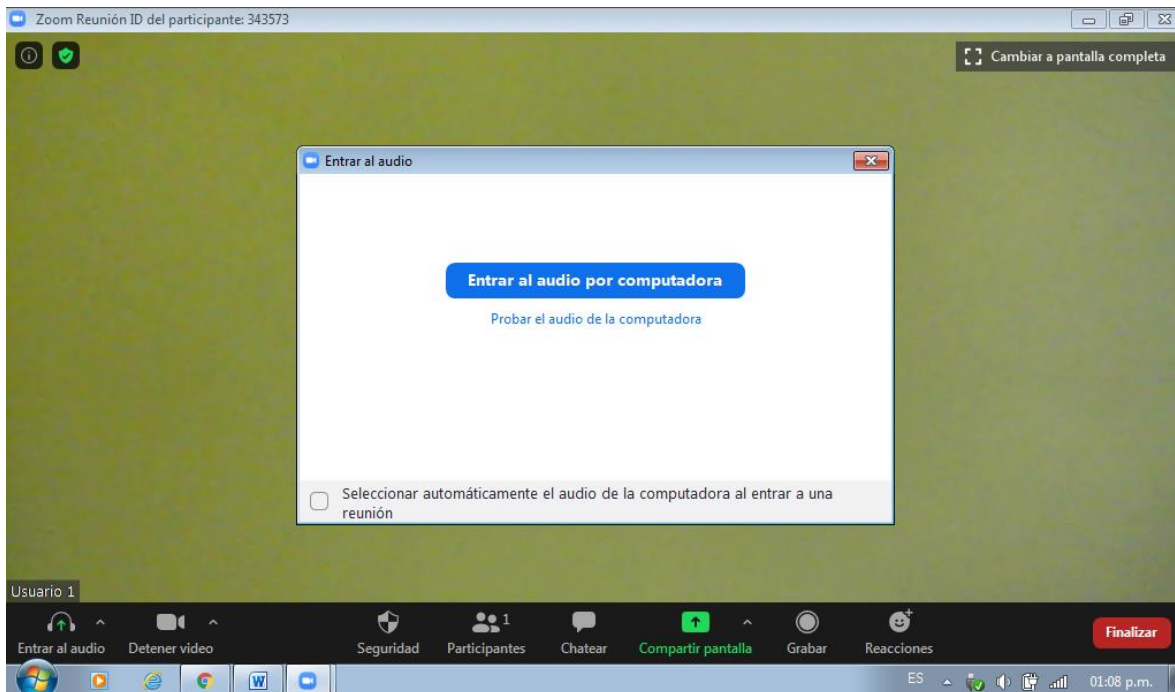 Zoom Reunión ID del participante: 343573
Cambiar a pantalla completa
Entrar al audio
Entrar al audio por computadora
Probar el audio de la computadora
Seleccionar automáticamente el audio de la computadora al entrar a una
reunión
Usuario 1
1
Entrar al audio
Detener video
Seguridad
Participantes
Chatear
Compartir pantalla
Grabar
Reacciones
Finalizar
W
ES
01:08 p.m.